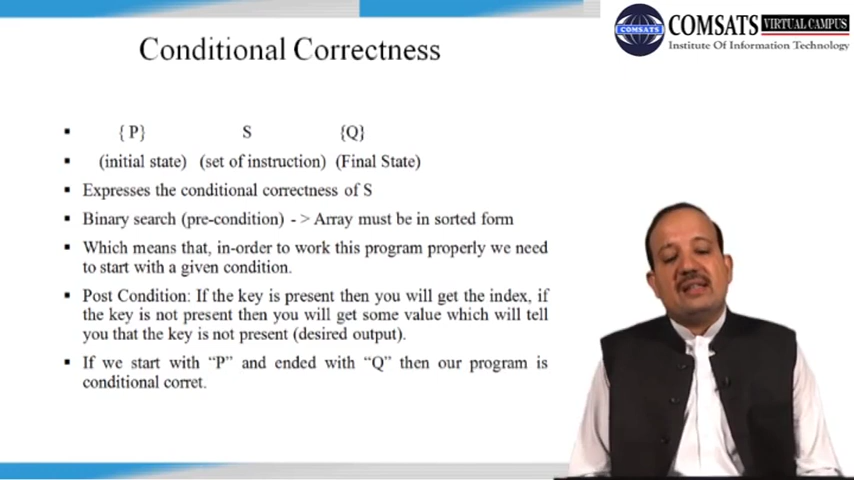 COMSATS
COMSATS VIRTUAL CAMPUS
Institute Of Information Technology
Conditional Correctness
{ P} S {Q}
(initial state) (set of instruction) (Final State)
Expresses the conditional correctness of S
Binary search (pre-condition) - > Array must be in sorted form
Which means that, in-order to work this program properly we need
to start with a given condition.
Post Condition: If the key is present then you will get the index, if
the key is not present then you will get some value which will tell
you that the key is not present (desired output).
If we start with “P” and ended with “Q” then our program is
conditional corret.